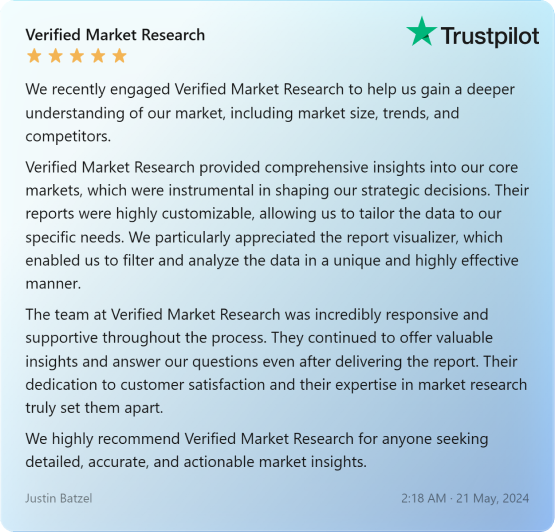 Verified Market Research
Trustpilot
We recently engaged Verified Market Research to help us gain a deeper
understanding of our market, including market size, trends, and
competitors.
Verified Market Research provided comprehensive insights into our core
markets, which were instrumental in shaping our strategic decisions. Their
reports were highly customizable, allowing us to tailor the data to our
specific needs. We particularly appreciated the report visualizer, which
enabled us to filter and analyze the data in a unique and highly effective
manner.
The team at Verified Market Research was incredibly responsive and
supportive throughout the process. They continued to offer valuable
insights and answer our questions even after delivering the report. Their
dedication to customer satisfaction and their expertise in market research
truly set them apart.
We highly recommend Verified Market Research for anyone seeking
detailed, accurate, and actionable market insights.
Justin Batzel
2:18 AM · 21 May, 2024